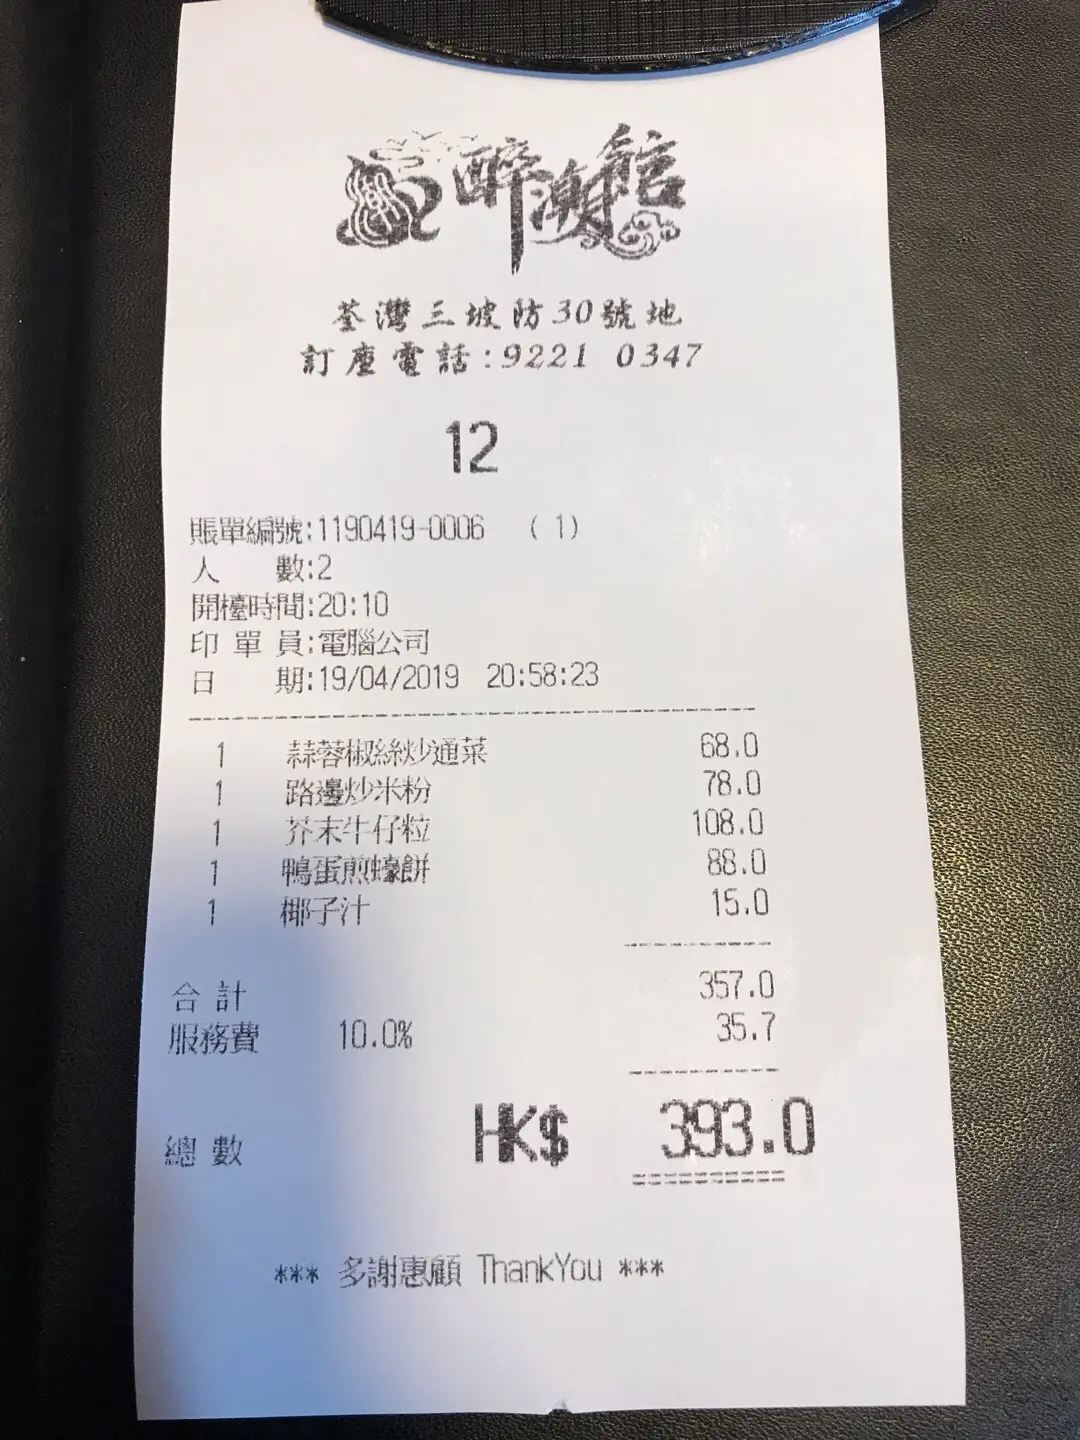 醉潮館
荃灣三坡防30號地
訂座電話:9221 0347
12
賬單編號:1190419-0006 (1)
人 數:2
開檯時間:20:10
印單員:電腦公司
日 期:19/04/2019 20:58:23
1 蒜蓉椒絲炒通菜 68.0
1 路邊炒米粉 78.0
1 芥末牛仔粒 108.0
1 鴨蛋煎蠔餅 88.0
1 椰子汁 15.0
合計 357.0
服務費 10.0% 35.7
總數 HK$ 393.0
*** 多謝惠顧 ThankYou ***